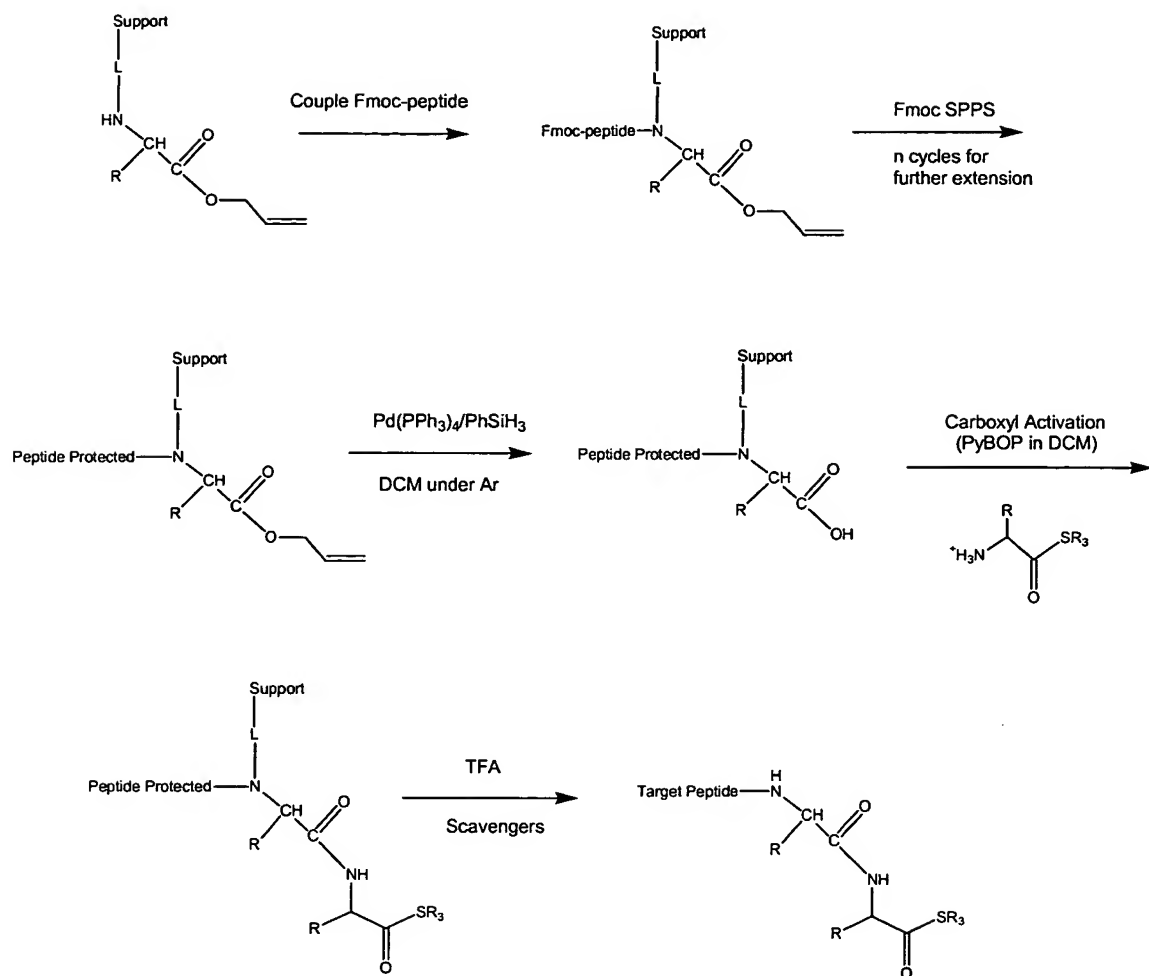 Support
L
HN
CH
R
C
O
O
Couple Fmoc-peptide
Support
L
Fmoc-peptide
N
CH
R
C
O
O
Fmoc SPPS
n cycles for
further extension
Support
L
Peptide Protected
N
CH
R
C
O
O
Pd(PPh3)4/PhSiH3
DCM under Ar
Support
L
Peptide Protected
N
CH
R
C
O
OH
Carboxyl Activation
(PyBOP in DCM)
R
+H3N
SR3
O
Support
L
Peptide Protected
N
CH
R
C
O
NH
R
SR3
O
TFA
Scavengers
H
Target Peptide
N
CH
R
C
O
NH
R
SR3
O